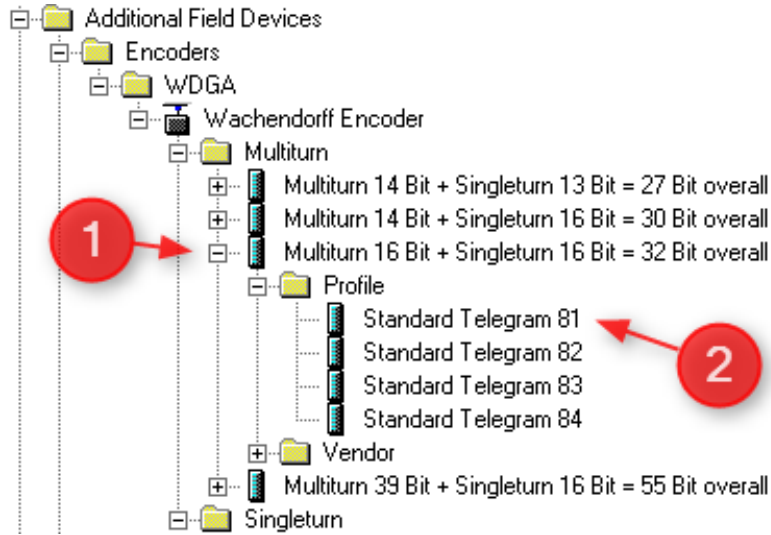 Additional Field Devices
Encoders
WDGA
Wachendorff Encoder
Multiturn
Multiturn 14 Bit + Singleturn 13 Bit = 27 Bit overall
Multiturn 14 Bit + Singleturn 16 Bit = 30 Bit overall
1
Multiturn 16 Bit + Singleturn 16 Bit = 32 Bit overall
Profile
Standard Telegram 81
Standard Telegram 82
2
Standard Telegram 83
Standard Telegram 84
Vendor
Multiturn 39 Bit + Singleturn 16 Bit = 55 Bit overall
Singleturn